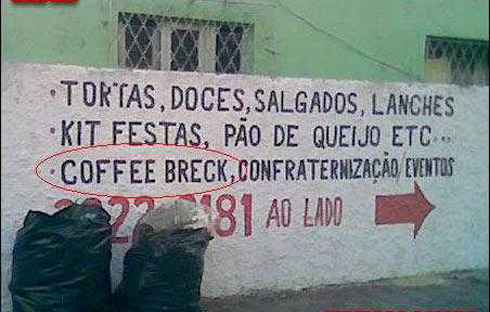 · TORTAS, DOCES, SALGADOS, LANCHES
· KIT FESTAS, PÃO DE QUEIJO ETC...
· COFFEE BRECK, CONFRATERNIZAÇÃO/EVENTOS
AO LADO